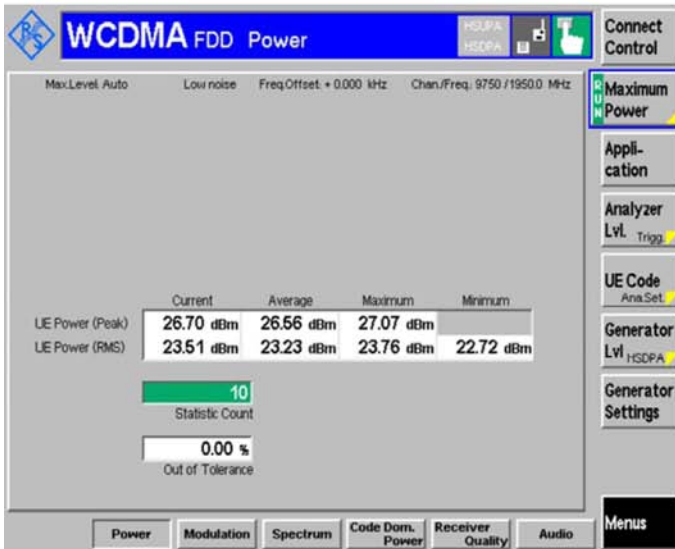 WCDMA FDD Power
HSUPA
HSDPA
Connect Control
Max.Level: Auto Low noise Freq.Offset: + 0.000 kHz Chan./Freq.: 9750 / 1950.0 MHz
RUN
Maximum Power
Appli-
cation
Analyzer
Lvl. Trigg.
UE Code
Ana.Set.
Generator
Lvl HSDPA
Generator
Settings
Current Average Maximum Minimum
UE Power (Peak) 26.70 dBm 26.56 dBm 27.07 dBm
UE Power (RMS) 23.51 dBm 23.23 dBm 23.76 dBm 22.72 dBm
10
Statistic Count
0.00 %
Out of Tolerance
Power Modulation Spectrum Code Dom. Power Receiver Quality Audio
Menus